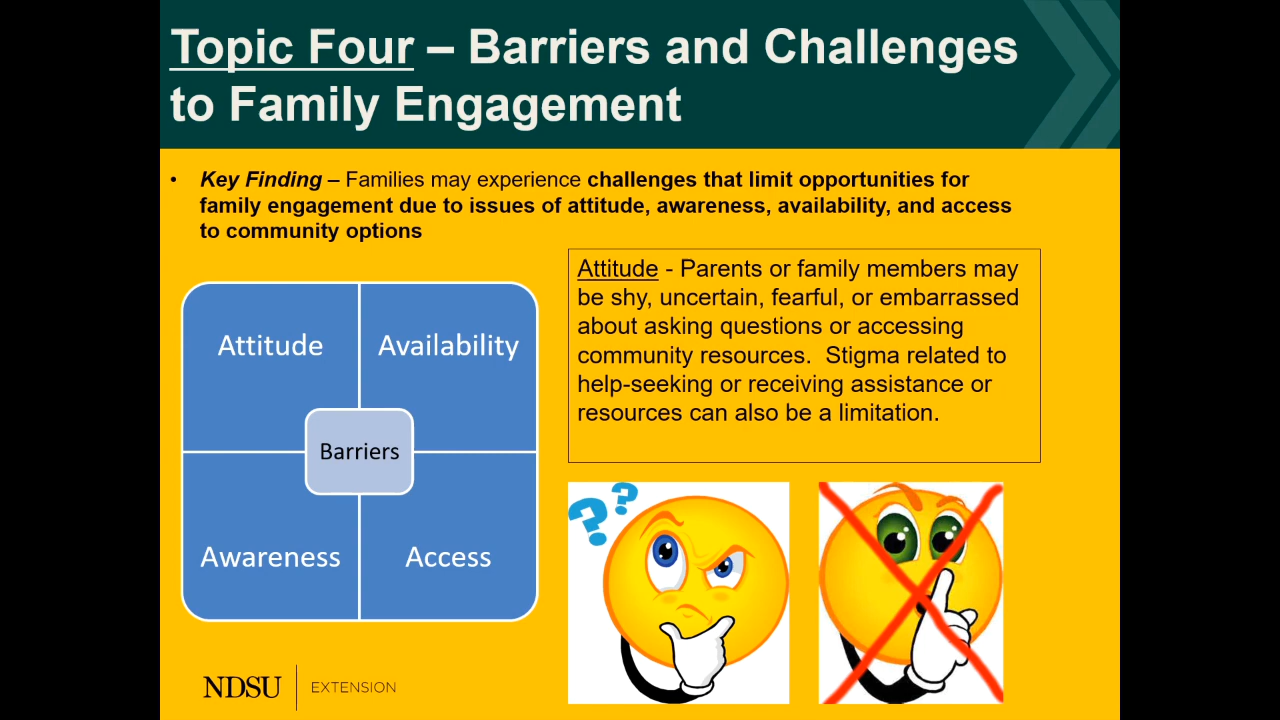 Topic Four – Barriers and Challenges
to Family Engagement
• Key Finding – Families may experience challenges that limit opportunities for
family engagement due to issues of attitude, awareness, availability, and access
to community options
Attitude - Parents or family members may
be shy, uncertain, fearful, or embarrassed
about asking questions or accessing
community resources.  Stigma related to
help-seeking or receiving assistance or
resources can also be a limitation.
Attitude
Availability
Barriers
Awareness
Access
? ?
NDSU
EXTENSION